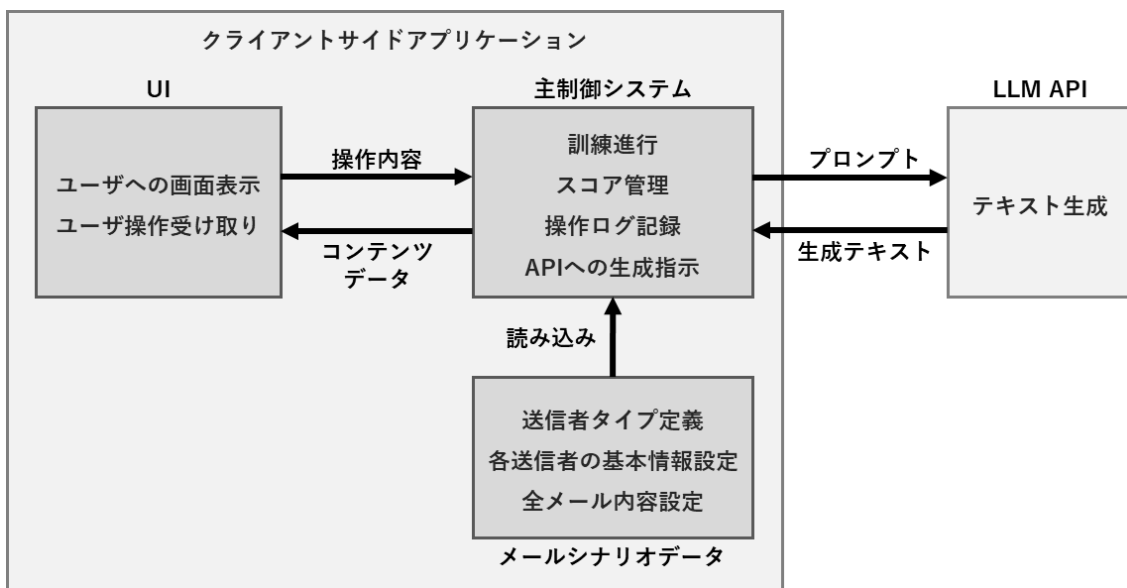 クライアントサイドアプリケーション
UI
ユーザへの画面表示
ユーザ操作受け取り
操作内容
コンテンツ
データ
主制御システム
訓練進行
スコア管理
操作ログ記録
APIへの生成指示
プロンプト
生成テキスト
LLM API
テキスト生成
読み込み
送信者タイプ定義
各送信者の基本情報設定
全メール内容設定
メールシナリオデータ